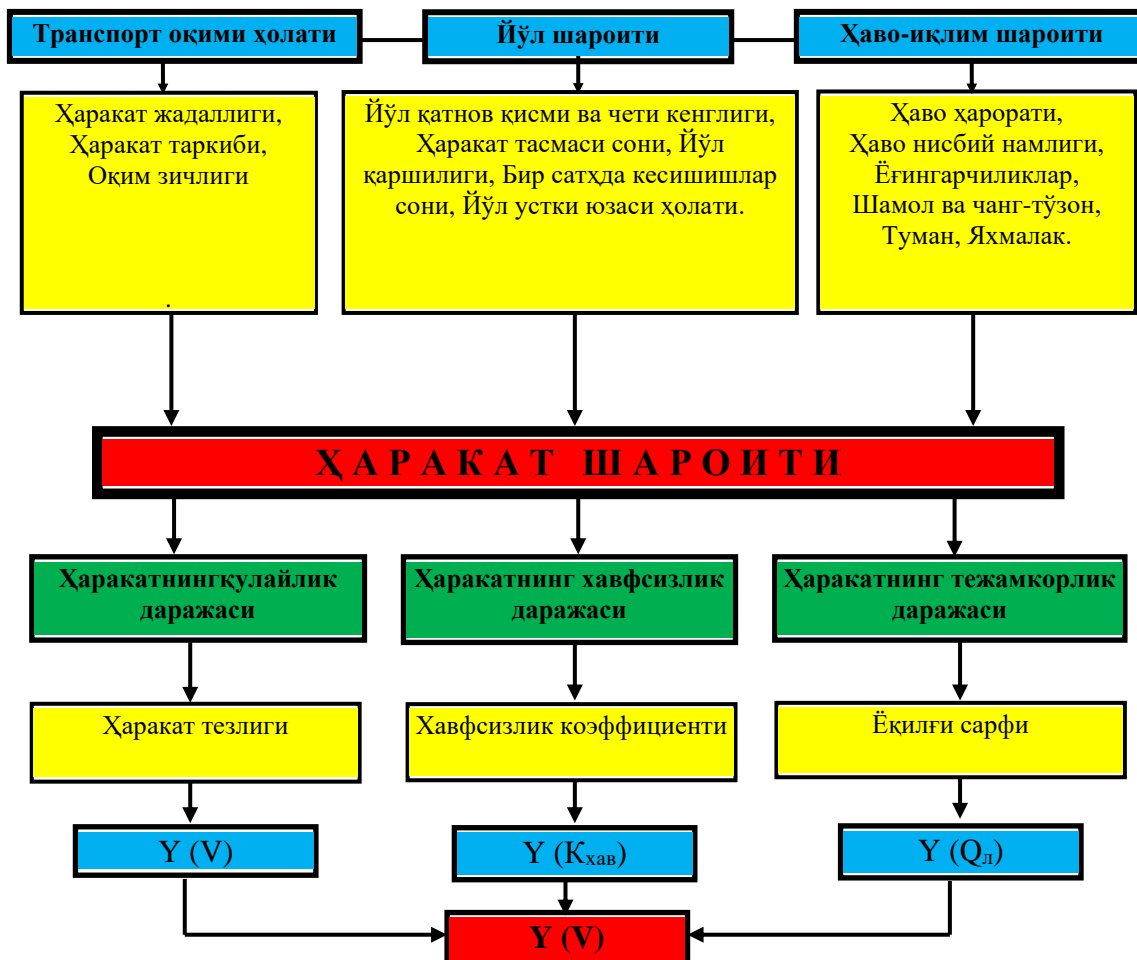 Транспорт оқими ҳолати
Йўл шароити
Ҳаво-иқлим шароити
Ҳаракат жадаллиги,
Ҳаракат таркиби,
Оқим зичлиги
.
Йўл қатнов қисми ва чети кенглиги,
Ҳаракат тасмаси сони, Йўл
қаршилиги, Бир сатҳда кесишишлар
сони, Йўл устки юзаси ҳолати.
Ҳаво ҳарорати,
Ҳаво нисбий намлиги,
Ёғингарчиликлар,
Шамол ва чанг-тўзон,
Туман, Яхмалак.
Ҳ А Р А К А Т Ш А Р О И Т И
Ҳаракатнингқулайлик
даражаси
Ҳаракатнинг хавфсизлик
даражаси
Ҳаракатнинг тежамкорлик
даражаси
Ҳаракат тезлиги
Хавфсизлик коэффициенти
Ёқилғи сарфи
Y (V)
Y (Кхав)
Y (Qл)
Y (V)